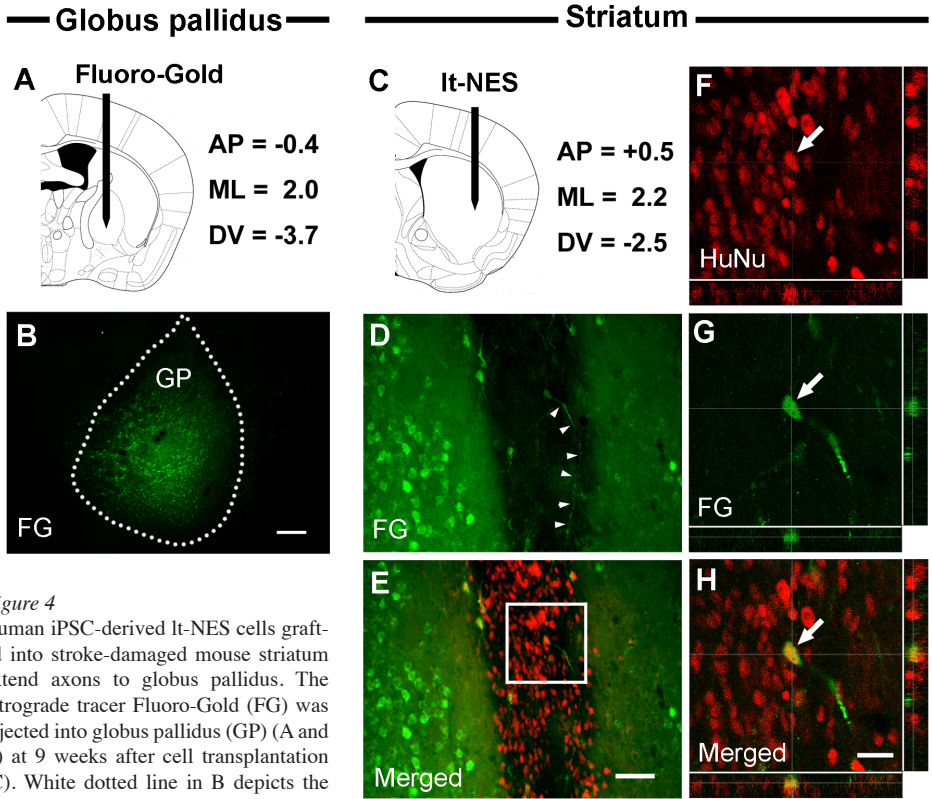 Globus pallidus
Striatum
A
Fluoro-Gold
AP = -0.4
ML = 2.0
DV = -3.7
C
lt-NES
AP = +0.5
ML = 2.2
DV = -2.5
F
HuNu
B
GP
FG
D
FG
G
FG
E
Merged
H
Merged
igure 4
uman iPSC-derived lt-NES cells graft-
d into stroke-damaged mouse striatum
xtend axons to globus pallidus. The
trograde tracer Fluoro-Gold (FG) was
jected into globus pallidus (GP) (A and
) at 9 weeks after cell transplantation
C). White dotted line in B depicts the